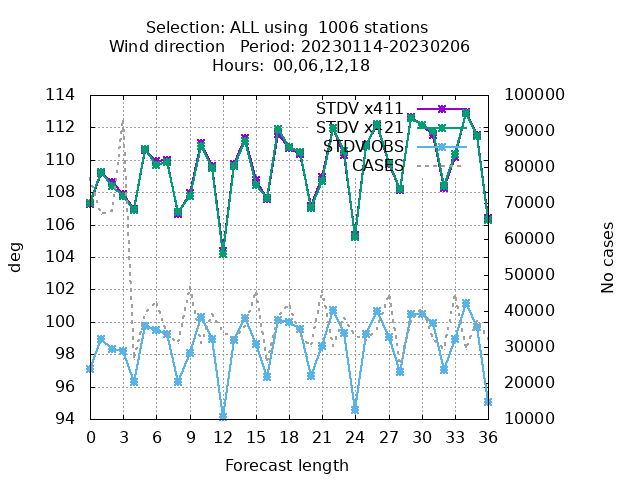 Selection: ALL using  1006 stations
Wind direction   Period: 20230114-20230206
Hours:  00,06,12,18
114 100000
112 90000
110 80000
108 70000
106 60000
104 50000
102 40000
100 30000
98 20000
96 10000
94
STDV x411
STDV x121
STDV OBS
CASES
deg
No cases
0 3 6 9 12 15 18 21 24 27 30 33 36
Forecast length